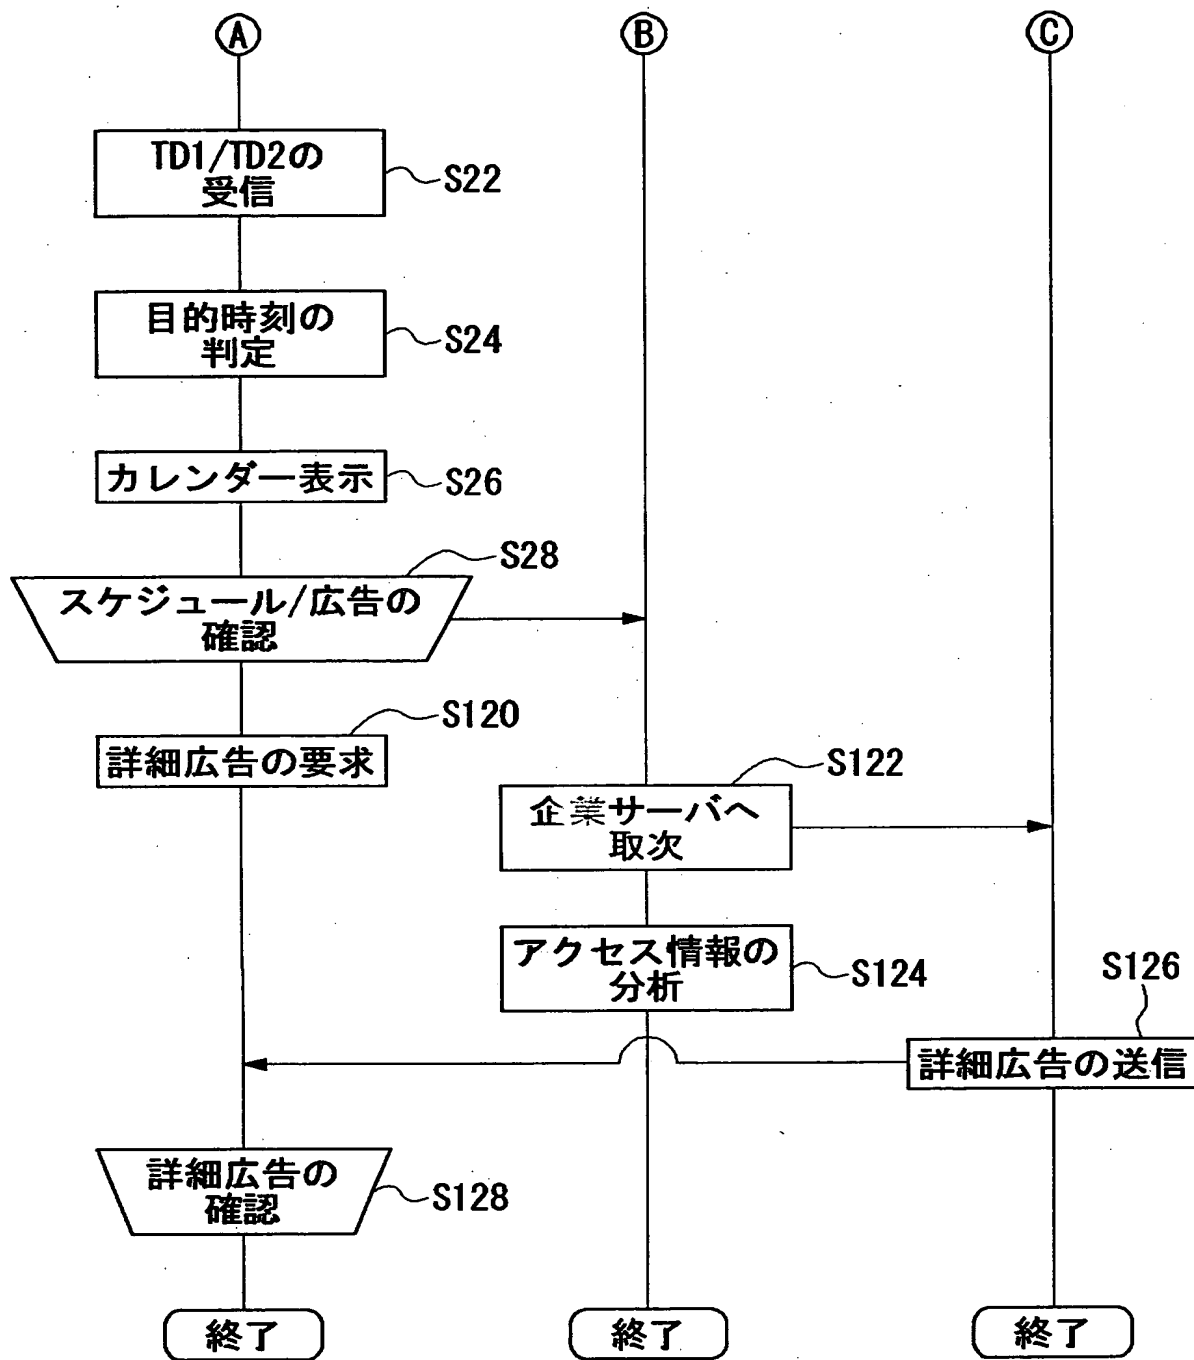 A
B
C
TD1/TD2の
受信
S22
目的時刻の
判定
S24
カレンダー表示
S26
S28
スケジュール/広告の
確認
S120
詳細広告の要求
S122
企業サーバへ
取次
アクセス情報の
分析
S124
S126
詳細広告の送信
詳細広告の
確認
S128
終了
終了
終了